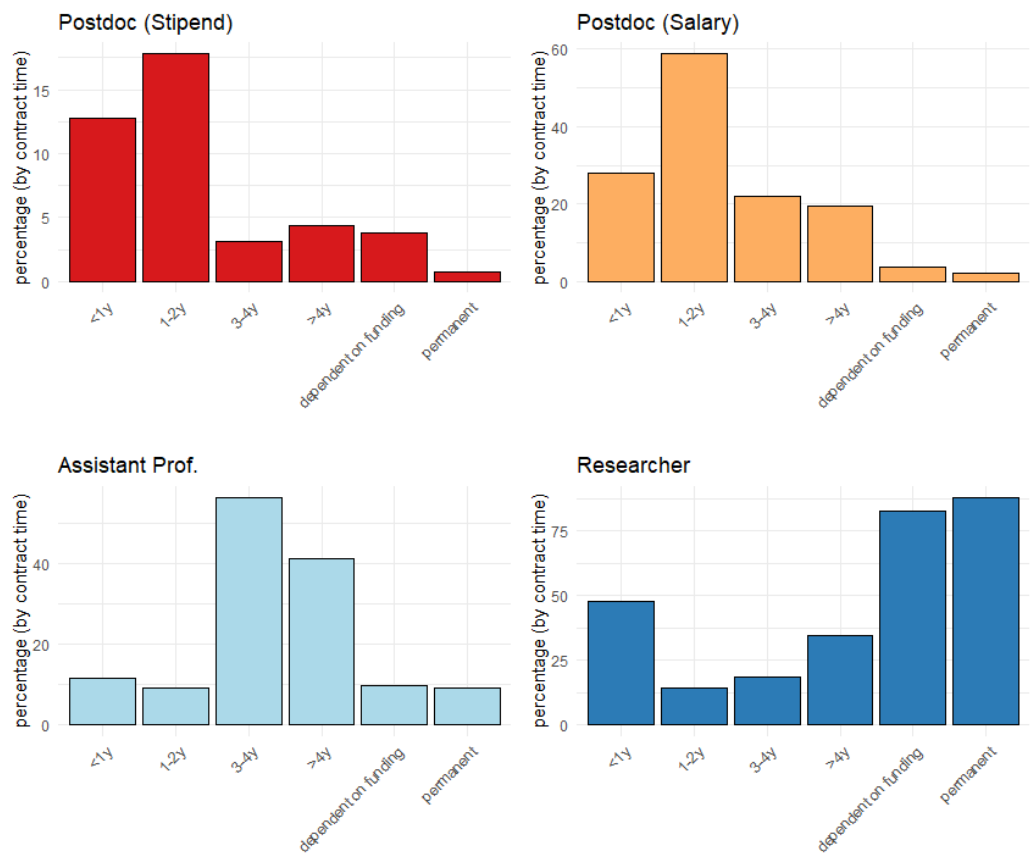 Postdoc (Stipend)
percentage (by contract time)
15
10
5
0
<1y
1-2y
3-4y
>4y
dependent on funding
permanent
Postdoc (Salary)
percentage (by contract time)
60
40
20
0
<1y
1-2y
3-4y
>4y
dependent on funding
permanent
Assistant Prof.
percentage (by contract time)
40
20
0
<1y
1-2y
3-4y
>4y
dependent on funding
permanent
Researcher
percentage (by contract time)
75
50
25
0
<1y
1-2y
3-4y
>4y
dependent on funding
permanent